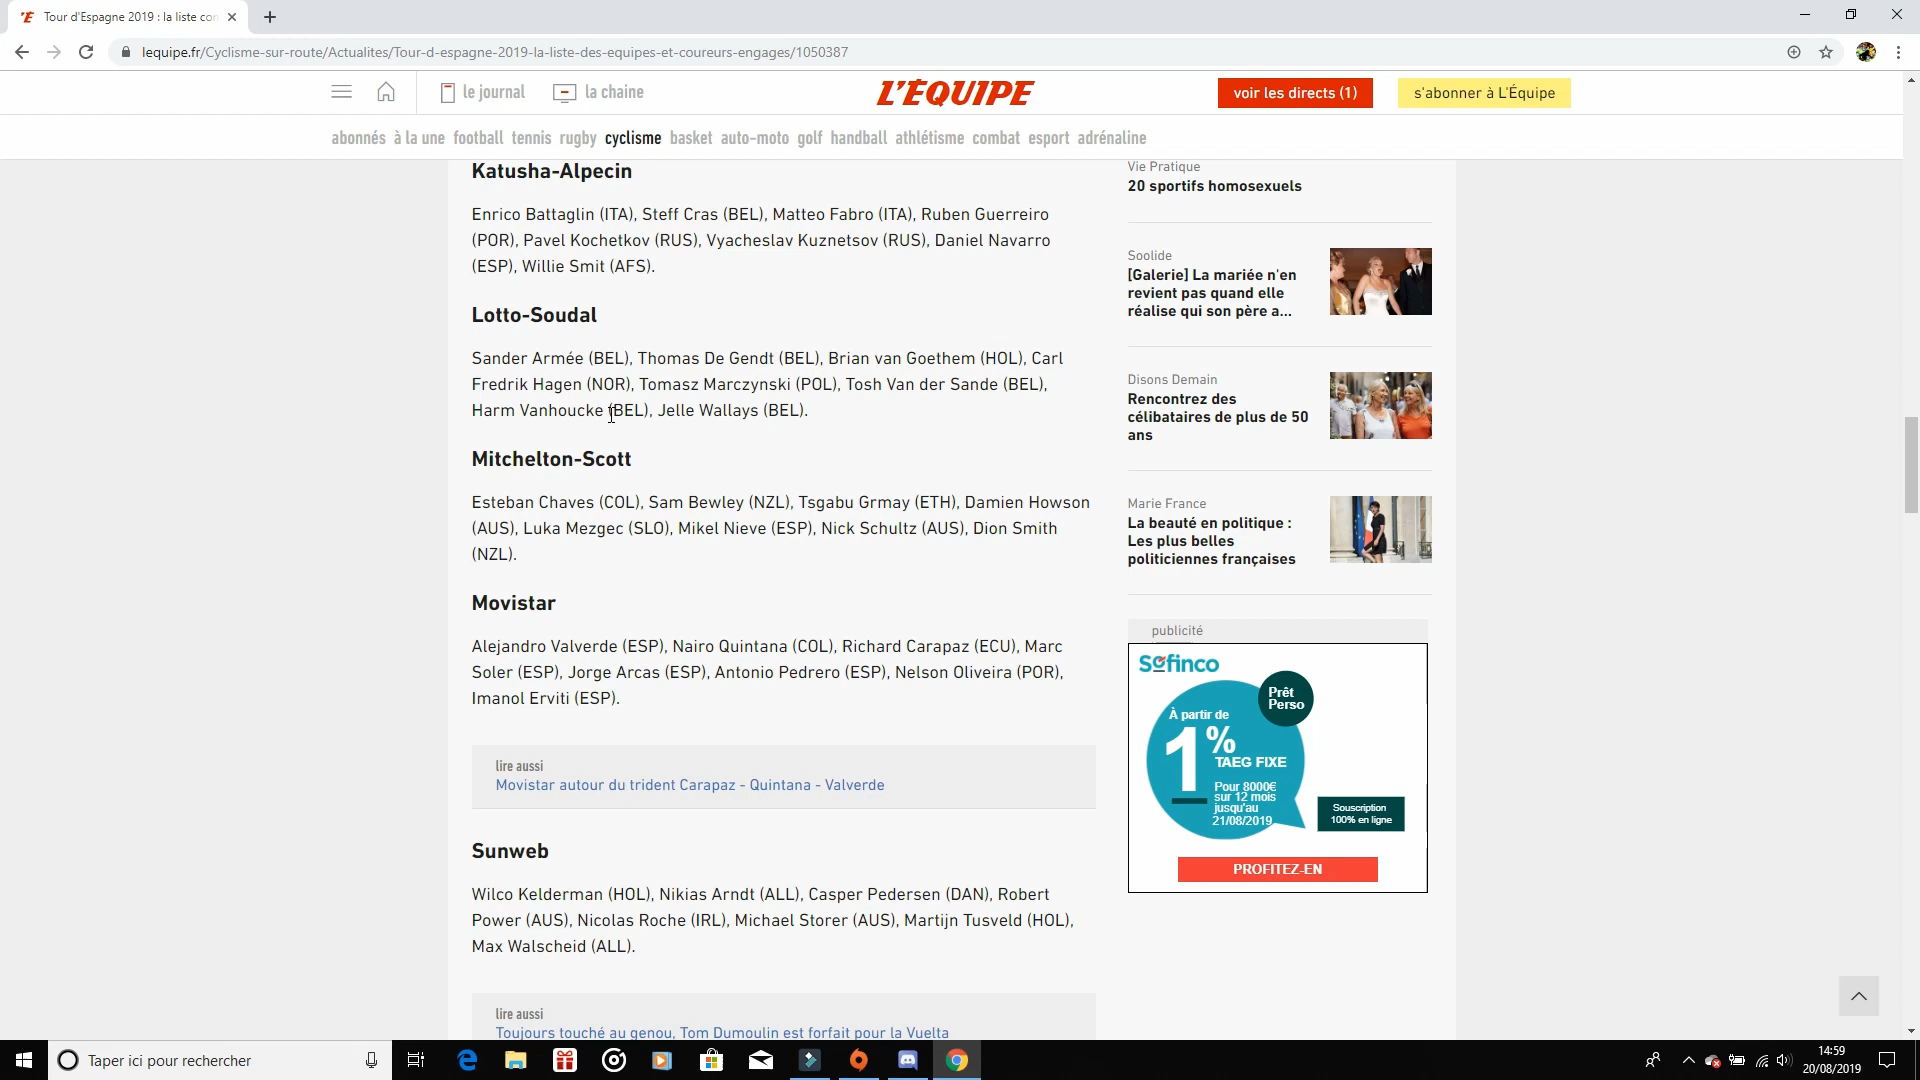 Tour d'Espagne 2019 : la liste con
lequipe.fr/Cyclisme-sur-route/Actualites/Tour-d-espagne-2019-la-liste-des-equipes-et-coureurs-engages/1050387
le journal
la chaine
L'ÉQUIPE
voir les directs (1)
s'abonner à L'Équipe
abonnés à la une football tennis rugby cyclisme basket auto-moto golf handball athlétisme combat esport adrénaline
Katusha-Alpecin
Enrico Battaglin (ITA), Steff Cras (BEL), Matteo Fabro (ITA), Ruben Guerreiro
(POR), Pavel Kochetkov (RUS), Vyacheslav Kuznetsov (RUS), Daniel Navarro
(ESP), Willie Smit (AFS).
Lotto-Soudal
Sander Armée (BEL), Thomas De Gendt (BEL), Brian van Goethem (HOL), Carl
Fredrik Hagen (NOR), Tomasz Marczynski (POL), Tosh Van der Sande (BEL),
Harm Vanhoucke (BEL), Jelle Wallays (BEL).
Mitchelton-Scott
Esteban Chaves (COL), Sam Bewley (NZL), Tsgabu Grmay (ETH), Damien Howson
(AUS), Luka Mezgec (SLO), Mikel Nieve (ESP), Nick Schultz (AUS), Dion Smith
(NZL).
Movistar
Alejandro Valverde (ESP), Nairo Quintana (COL), Richard Carapaz (ECU), Marc
Soler (ESP), Jorge Arcas (ESP), Antonio Pedrero (ESP), Nelson Oliveira (POR),
Imanol Erviti (ESP).
lire aussi
Movistar autour du trident Carapaz - Quintana - Valverde
Sunweb
Wilco Kelderman (HOL), Nikias Arndt (ALL), Casper Pedersen (DAN), Robert
Power (AUS), Nicolas Roche (IRL), Michael Storer (AUS), Martijn Tusveld (HOL),
Max Walscheid (ALL).
lire aussi
Toujours touché au genou, Tom Dumoulin est forfait pour la Vuelta
Vie Pratique
20 sportifs homosexuels
Soolide
[Galerie] La mariée n'en
revient pas quand elle
réalise qui son père a...
Disons Demain
Rencontrez des
célibataires de plus de 50
ans
Marie France
La beauté en politique :
Les plus belles
politiciennes françaises
publicité
Sofinco
Prêt
Perso
À partir de
1%
TAEG FIXE
Pour 8000€
sur 12 mois
jusqu'au
21/08/2019
Souscription
100% en ligne
PROFITEZ-EN
Taper ici pour rechercher
14:59
20/08/2019